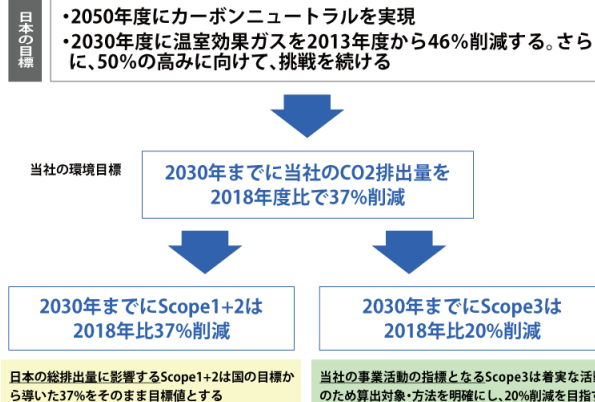 日本の目標
・2050年度にカーボンニュートラルを実現
・2030年度に温室効果ガスを2013年度から46%削減する。さら
に、50%の高みに向けて、挑戦を続ける
当社の環境目標
2030年までに当社のCO2排出量を
2018年度比で37%削減
2030年までにScope1+2は
2018年比37%削減
2030年までにScope3は
2018年比20%削減
日本の総排出量に影響するScope1+2は国の目標か
ら導いた37%をそのまま目標値とする
当社の事業活動の指標となるScope3は着実な活
のため算出対象・方法を明確にし、20%削減を目指